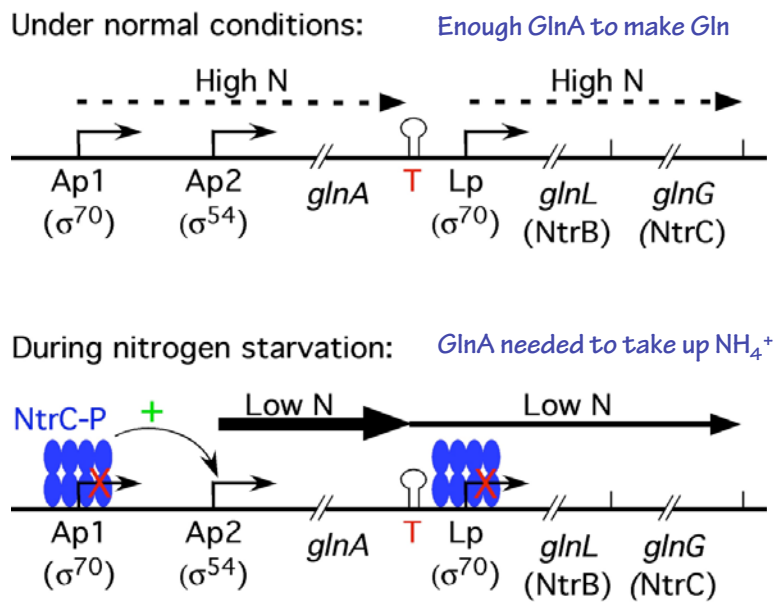 Under normal conditions: Enough GlnA to make Gln
High N High N
Ap1 Ap2 glnA T Lp glnL glnG
(σ⁷⁰) (σ⁵⁴) (σ⁷⁰) (NtrB) (NtrC)
During nitrogen starvation: GlnA needed to take up NH₄⁺
NtrC-P + Low N Low N
X X
Ap1 Ap2 glnA T Lp glnL glnG
(σ⁷⁰) (σ⁵⁴) (σ⁷⁰) (NtrB) (NtrC)